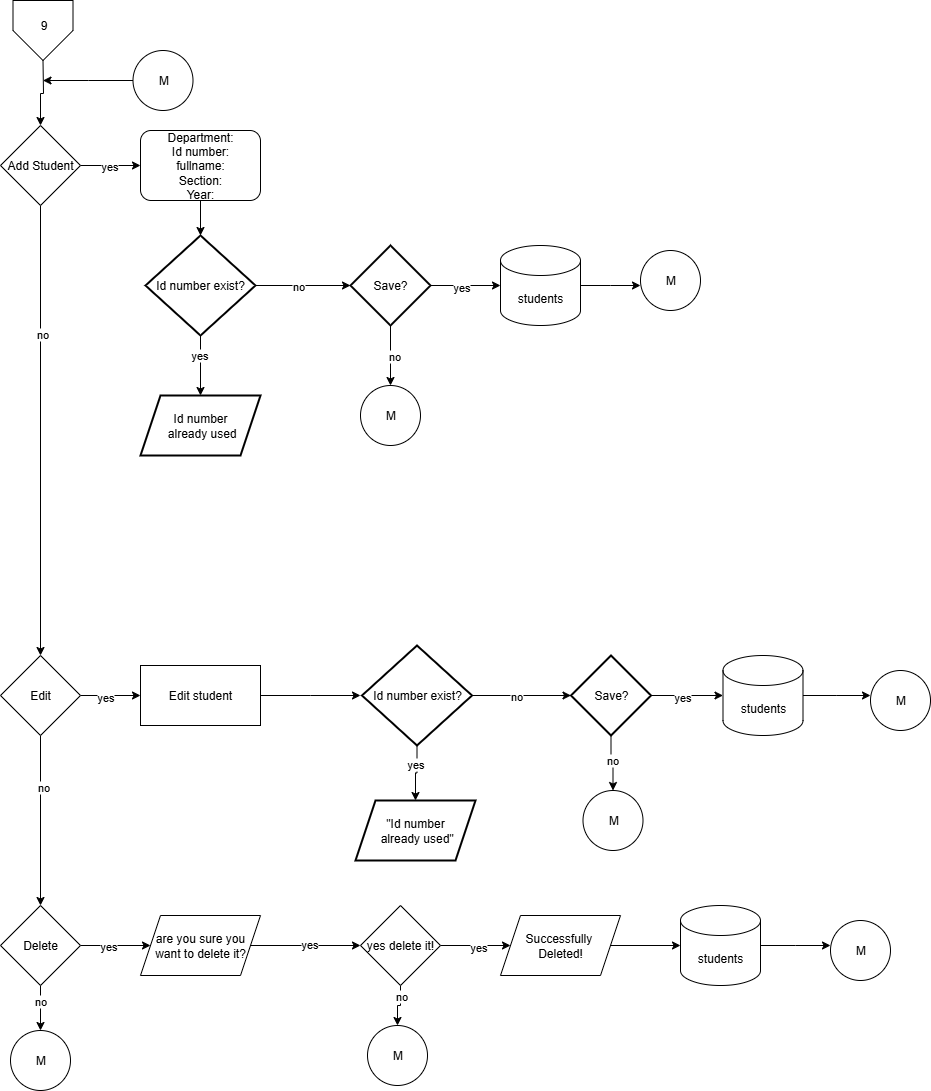 9
M
Add Student
yes
Department:
Id number:
fullname:
Section:
Year:
Id number exist?
no
Save?
yes
students
M
no
yes
no
Id number
already used
M
Edit
yes
Edit student
Id number exist?
no
Save?
yes
students
M
no
yes
no
"Id number
already used"
M
Delete
yes
are you sure you
want to delete it?
yes
yes delete it!
yes
Successfully
Deleted!
students
M
no
no
M
M